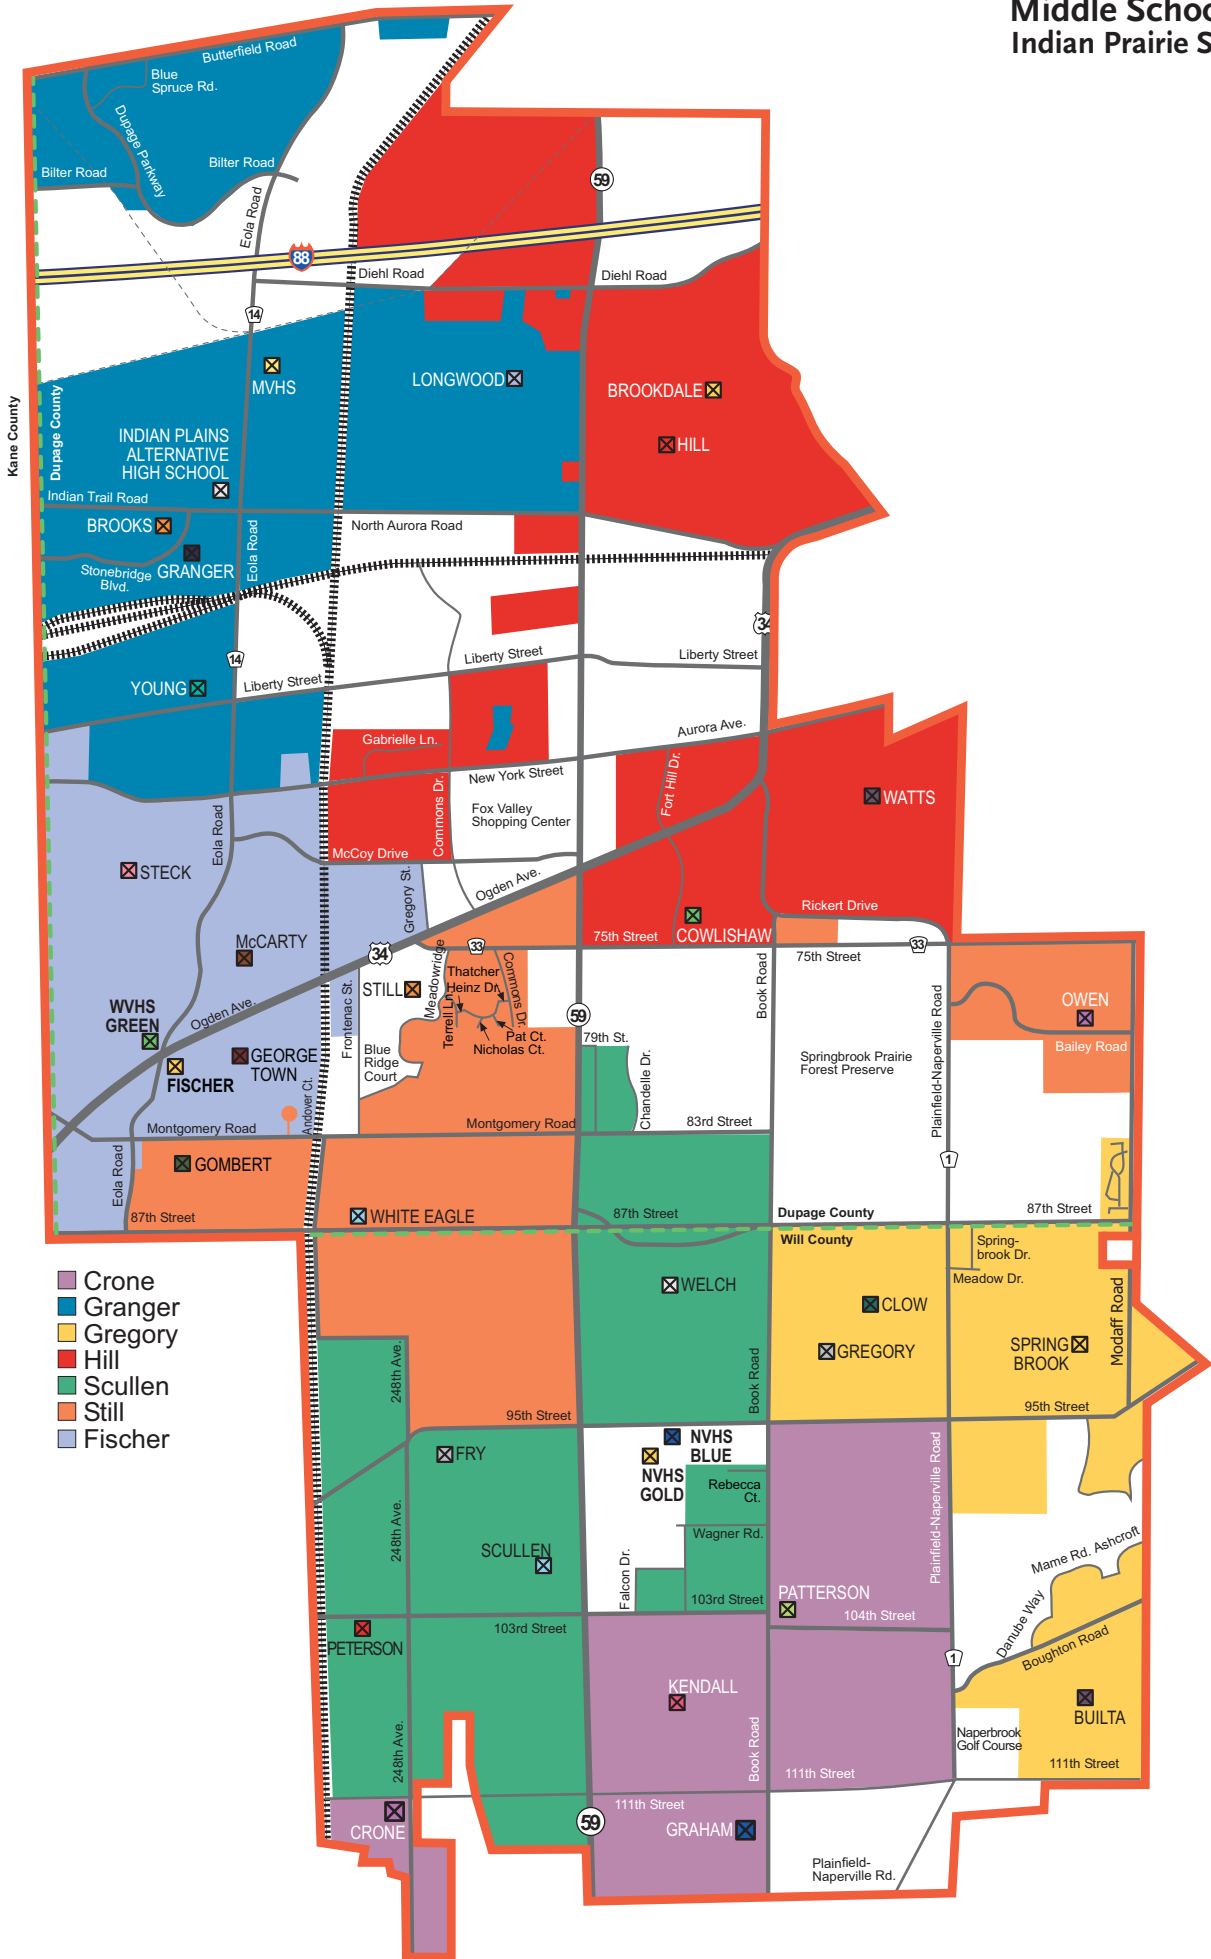 Middle Schoo
Indian Prairie S
Butterfield Road
Blue
Spruce Rd.
Dupage Parkway
Bilter Road
Bilter Road
Eola Road
59
88
Diehl Road
Diehl Road
14
MVHS
LONGWOOD
BROOKDALE
HILL
Kane County
Dupage County
INDIAN PLAINS
ALTERNATIVE
HIGH SCHOOL
Indian Trail Road
BROOKS
North Aurora Road
Eola Road
Stonebridge
Blvd.
GRANGER
34
14
Liberty Street
Liberty Street
Liberty Street
YOUNG
Aurora Ave.
Gabrielle Ln.
New York Street
Commons Dr.
Fort Hill Dr.
Fox Valley
Shopping Center
WATTS
Eola Road
McCoy Drive
STECK
Gregory St.
Ogden Ave.
Rickert Drive
COWLISHAW
75th Street
McCARTY
34
33
33
75th Street
Meadowridge
Thatcher
Heinz Dr.
Commons Dr.
Terrell Ln.
STILL
Book Road
Plainfield-Naperville Road
OWEN
WVHS
GREEN
Ogden Ave.
Frontenac St.
59
Pat Ct.
Nicholas Ct.
79th St.
Bailey Road
Blue
Ridge
Court
Chandelle Dr.
Springbrook Prairie
Forest Preserve
GEORGE
TOWN
FISCHER
Andover Ct.
Montgomery Road
Montgomery Road
83rd Street
Eola Road
GOMBERT
1
87th Street
WHITE EAGLE
87th Street
Dupage County
87th Street
Will County
Spring-
brook Dr.
Meadow Dr.
Crone
Granger
Gregory
Hill
Scullen
Still
Fischer
WELCH
CLOW
GREGORY
SPRING
BROOK
Modaff Road
248th Ave.
Book Road
95th Street
95th Street
FRY
NVHS
BLUE
NVHS
GOLD
Rebecca
Ct.
Plainfield-Naperville Road
248th Ave.
Wagner Rd.
SCULLEN
Falcon Dr.
Mame Rd. Ashcroft
PATTERSON
103rd Street
104th Street
Danube Way
PETERSON
103rd Street
1
Boughton Road
KENDALL
BUILTA
248th Ave.
Book Road
Naperbrook
Golf Course
111th Street
111th Street
111th Street
CRONE
59
GRAHAM
Plainfield-
Naperville Rd.